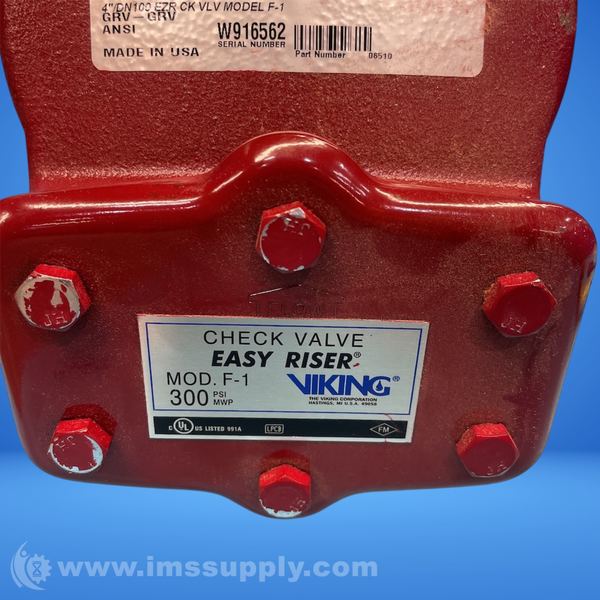 4"/DN100 EZR CK VLV MODEL F-1
GRV-GRV
ANSI
MADE IN USA
W916562
SERIAL NUMBER
Part Number 08510
CHECK VALVE
EASY RISER®
MOD. F-1
300 PSI MWP
VIKING®
THE VIKING CORPORATION
HASTINGS, MI U.S.A. 49058
C UL US LISTED 991A
LPCB
FM
www.imssupply.com